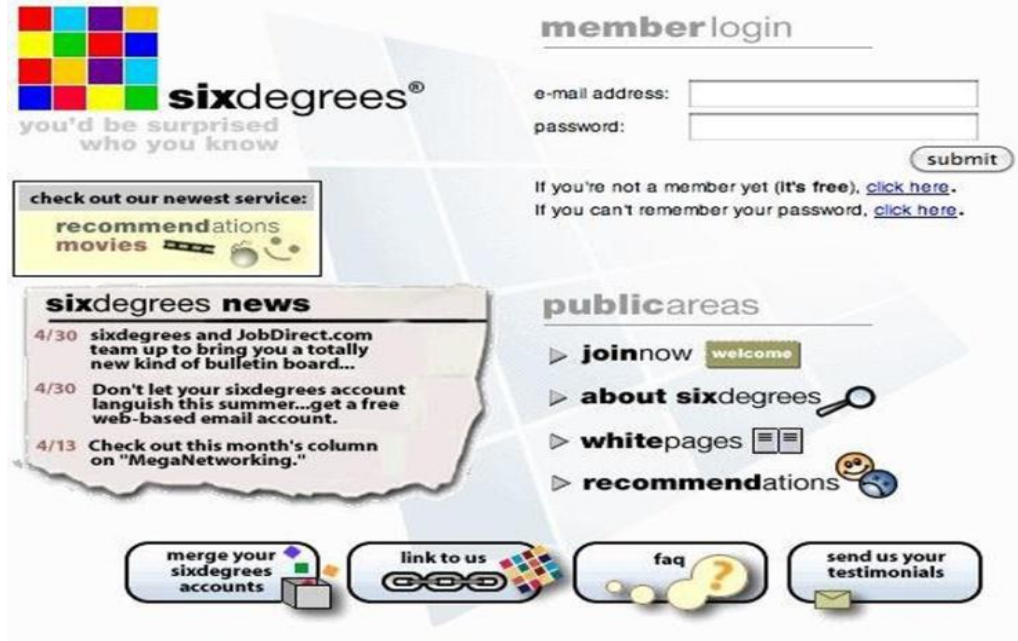 sixdegrees®
you'd be surprised
who you know
memberlogin
e-mail address:
password:
submit
If you're not a member yet (it's free), click here.
If you can't remember your password, click here.
check out our newest service:
recommendations
movies
sixdegrees news
4/30 sixdegrees and JobDirect.com
team up to bring you a totally
new kind of bulletin board...
4/30 Don't let your sixdegrees account
languish this summer...get a free
web-based email account.
4/13 Check out this month's column
on "MegaNetworking."
publicareas
joinnow welcome
about sixdegrees
whitepages
recommendations
merge your
sixdegrees
accounts
link to us
faq
?
send us your
testimonials